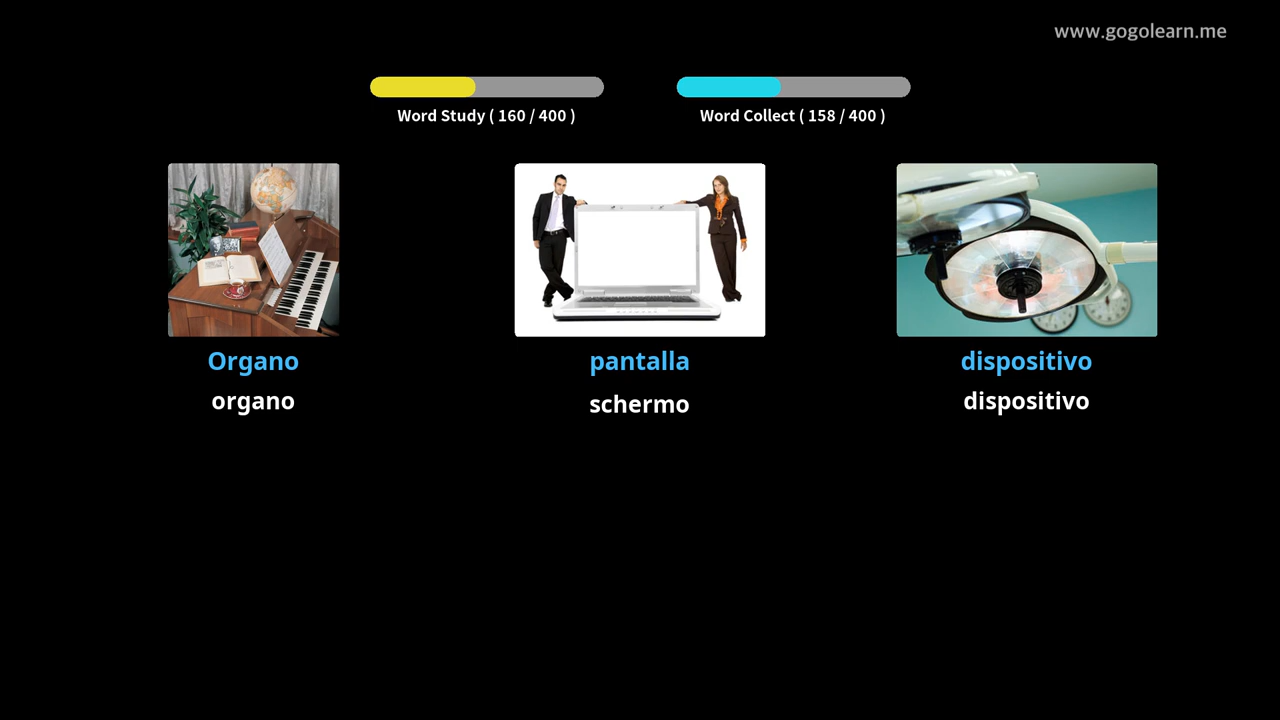 www.gogolearn.me
Word Study ( 160 / 400 )
Word Collect ( 158 / 400 )
Organo
pantalla
dispositivo
organo
schermo
dispositivo